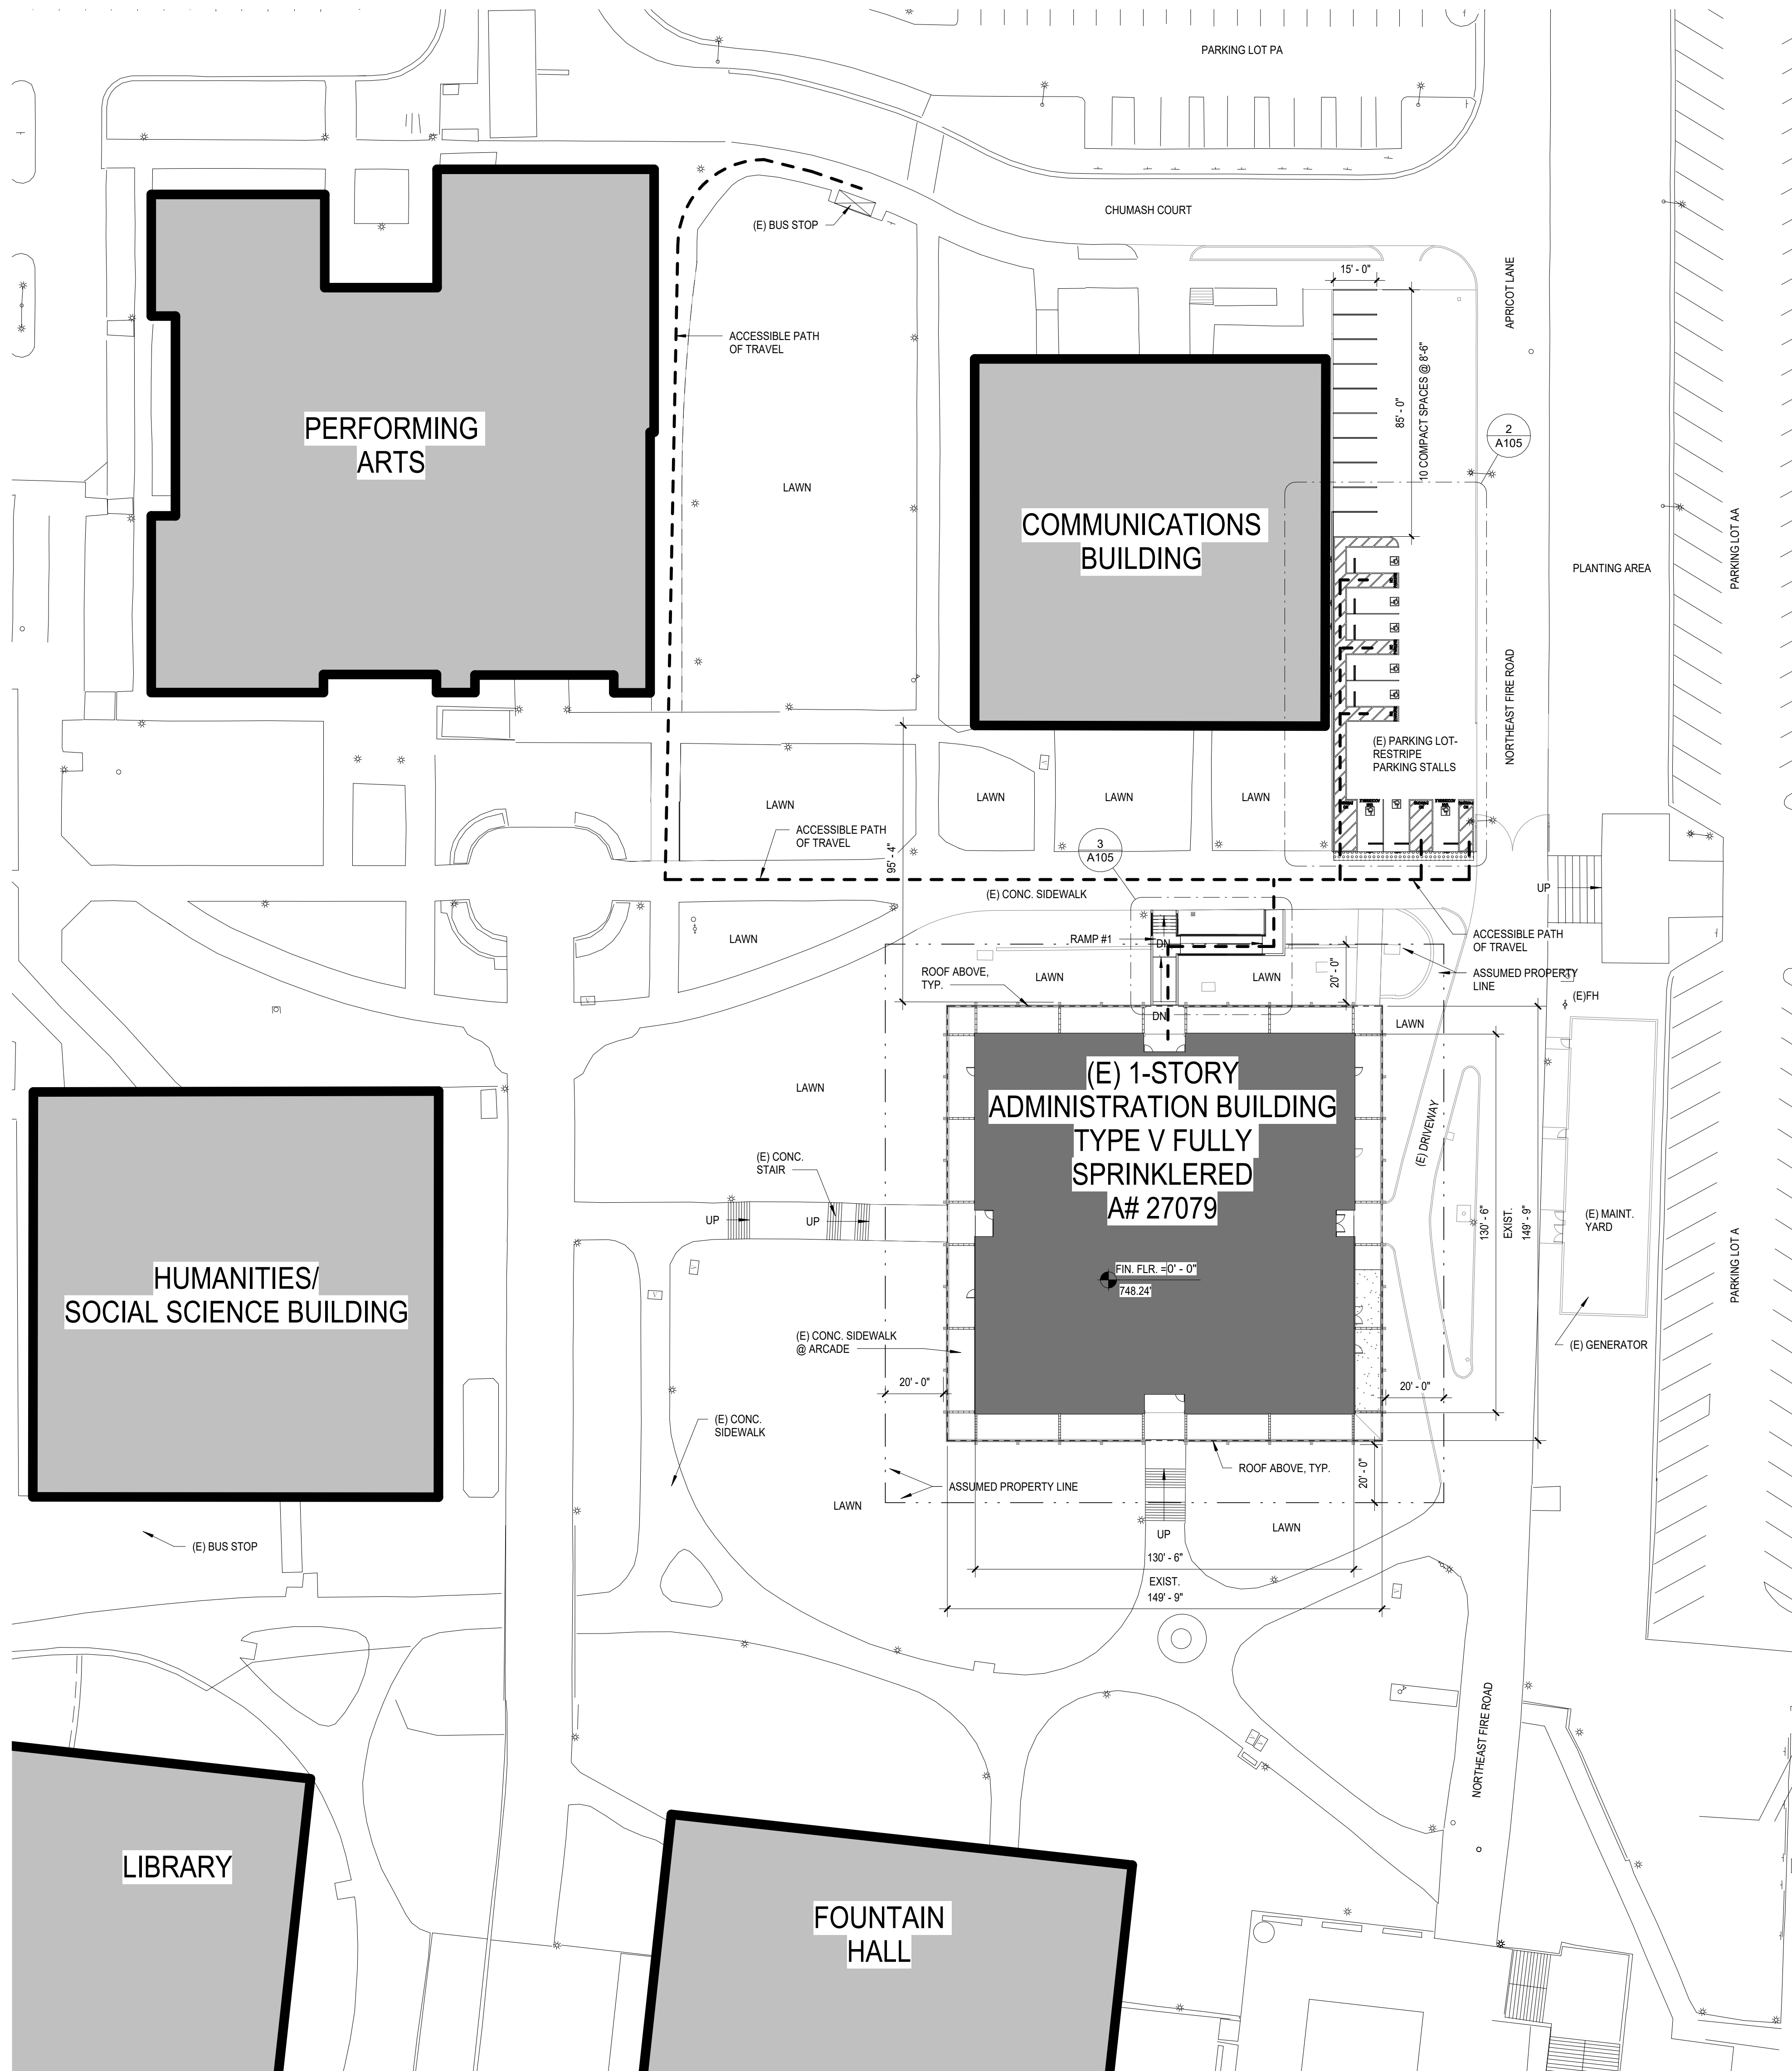 PARKING LOT PA
CHUMASH COURT
(E) BUS STOP
APRICOT LANE
15' - 0"
85' - 0"
10 COMPACT SPACES @ 8'-6"
ACCESSIBLE PATH
OF TRAVEL
PERFORMING
ARTS
LAWN
COMMUNICATIONS
BUILDING
2
A105
PLANTING AREA
PARKING LOT AA
NORTHEAST FIRE ROAD
(E) PARKING LOT-
RESTRIPE
PARKING STALLS
LAWN
LAWN
LAWN
LAWN
ACCESSIBLE PATH
OF TRAVEL
95' - 4"
3
A105
(E) CONC. SIDEWALK
UP
LAWN
RAMP #1
DN
ACCESSIBLE PATH
OF TRAVEL
ROOF ABOVE,
TYP.
LAWN
LAWN
20' - 0"
ASSUMED PROPERTY
LINE
(E)FH
DN
LAWN
(E) 1-STORY
ADMINISTRATION BUILDING
TYPE V FULLY
SPRINKLERED
A# 27079
LAWN
(E) DRIVEWAY
(E) CONC.
STAIR
UP
UP
130' - 6"
EXIST.
149' - 9"
(E) MAINT.
YARD
PARKING LOT A
HUMANITIES/
SOCIAL SCIENCE BUILDING
FIN. FLR. =0' - 0"
748.24'
(E) CONC. SIDEWALK
@ ARCADE
(E) GENERATOR
20' - 0"
20' - 0"
(E) CONC.
SIDEWALK
ROOF ABOVE, TYP.
20' - 0"
ASSUMED PROPERTY LINE
LAWN
LAWN
UP
(E) BUS STOP
130' - 6"
EXIST.
149' - 9"
NORTHEAST FIRE ROAD
LIBRARY
FOUNTAIN
HALL